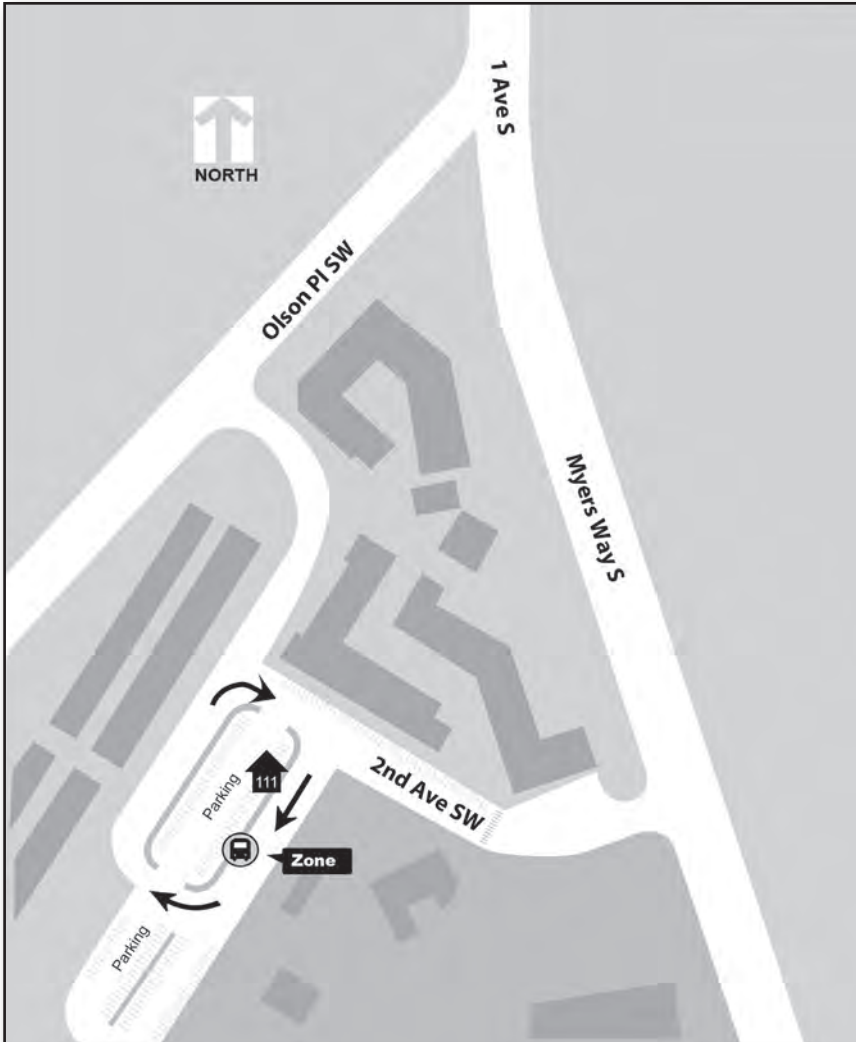 1 Ave S
NORTH
Olson Pl SW
Myers Way S
111
Parking
2nd Ave SW
Zone
Parking